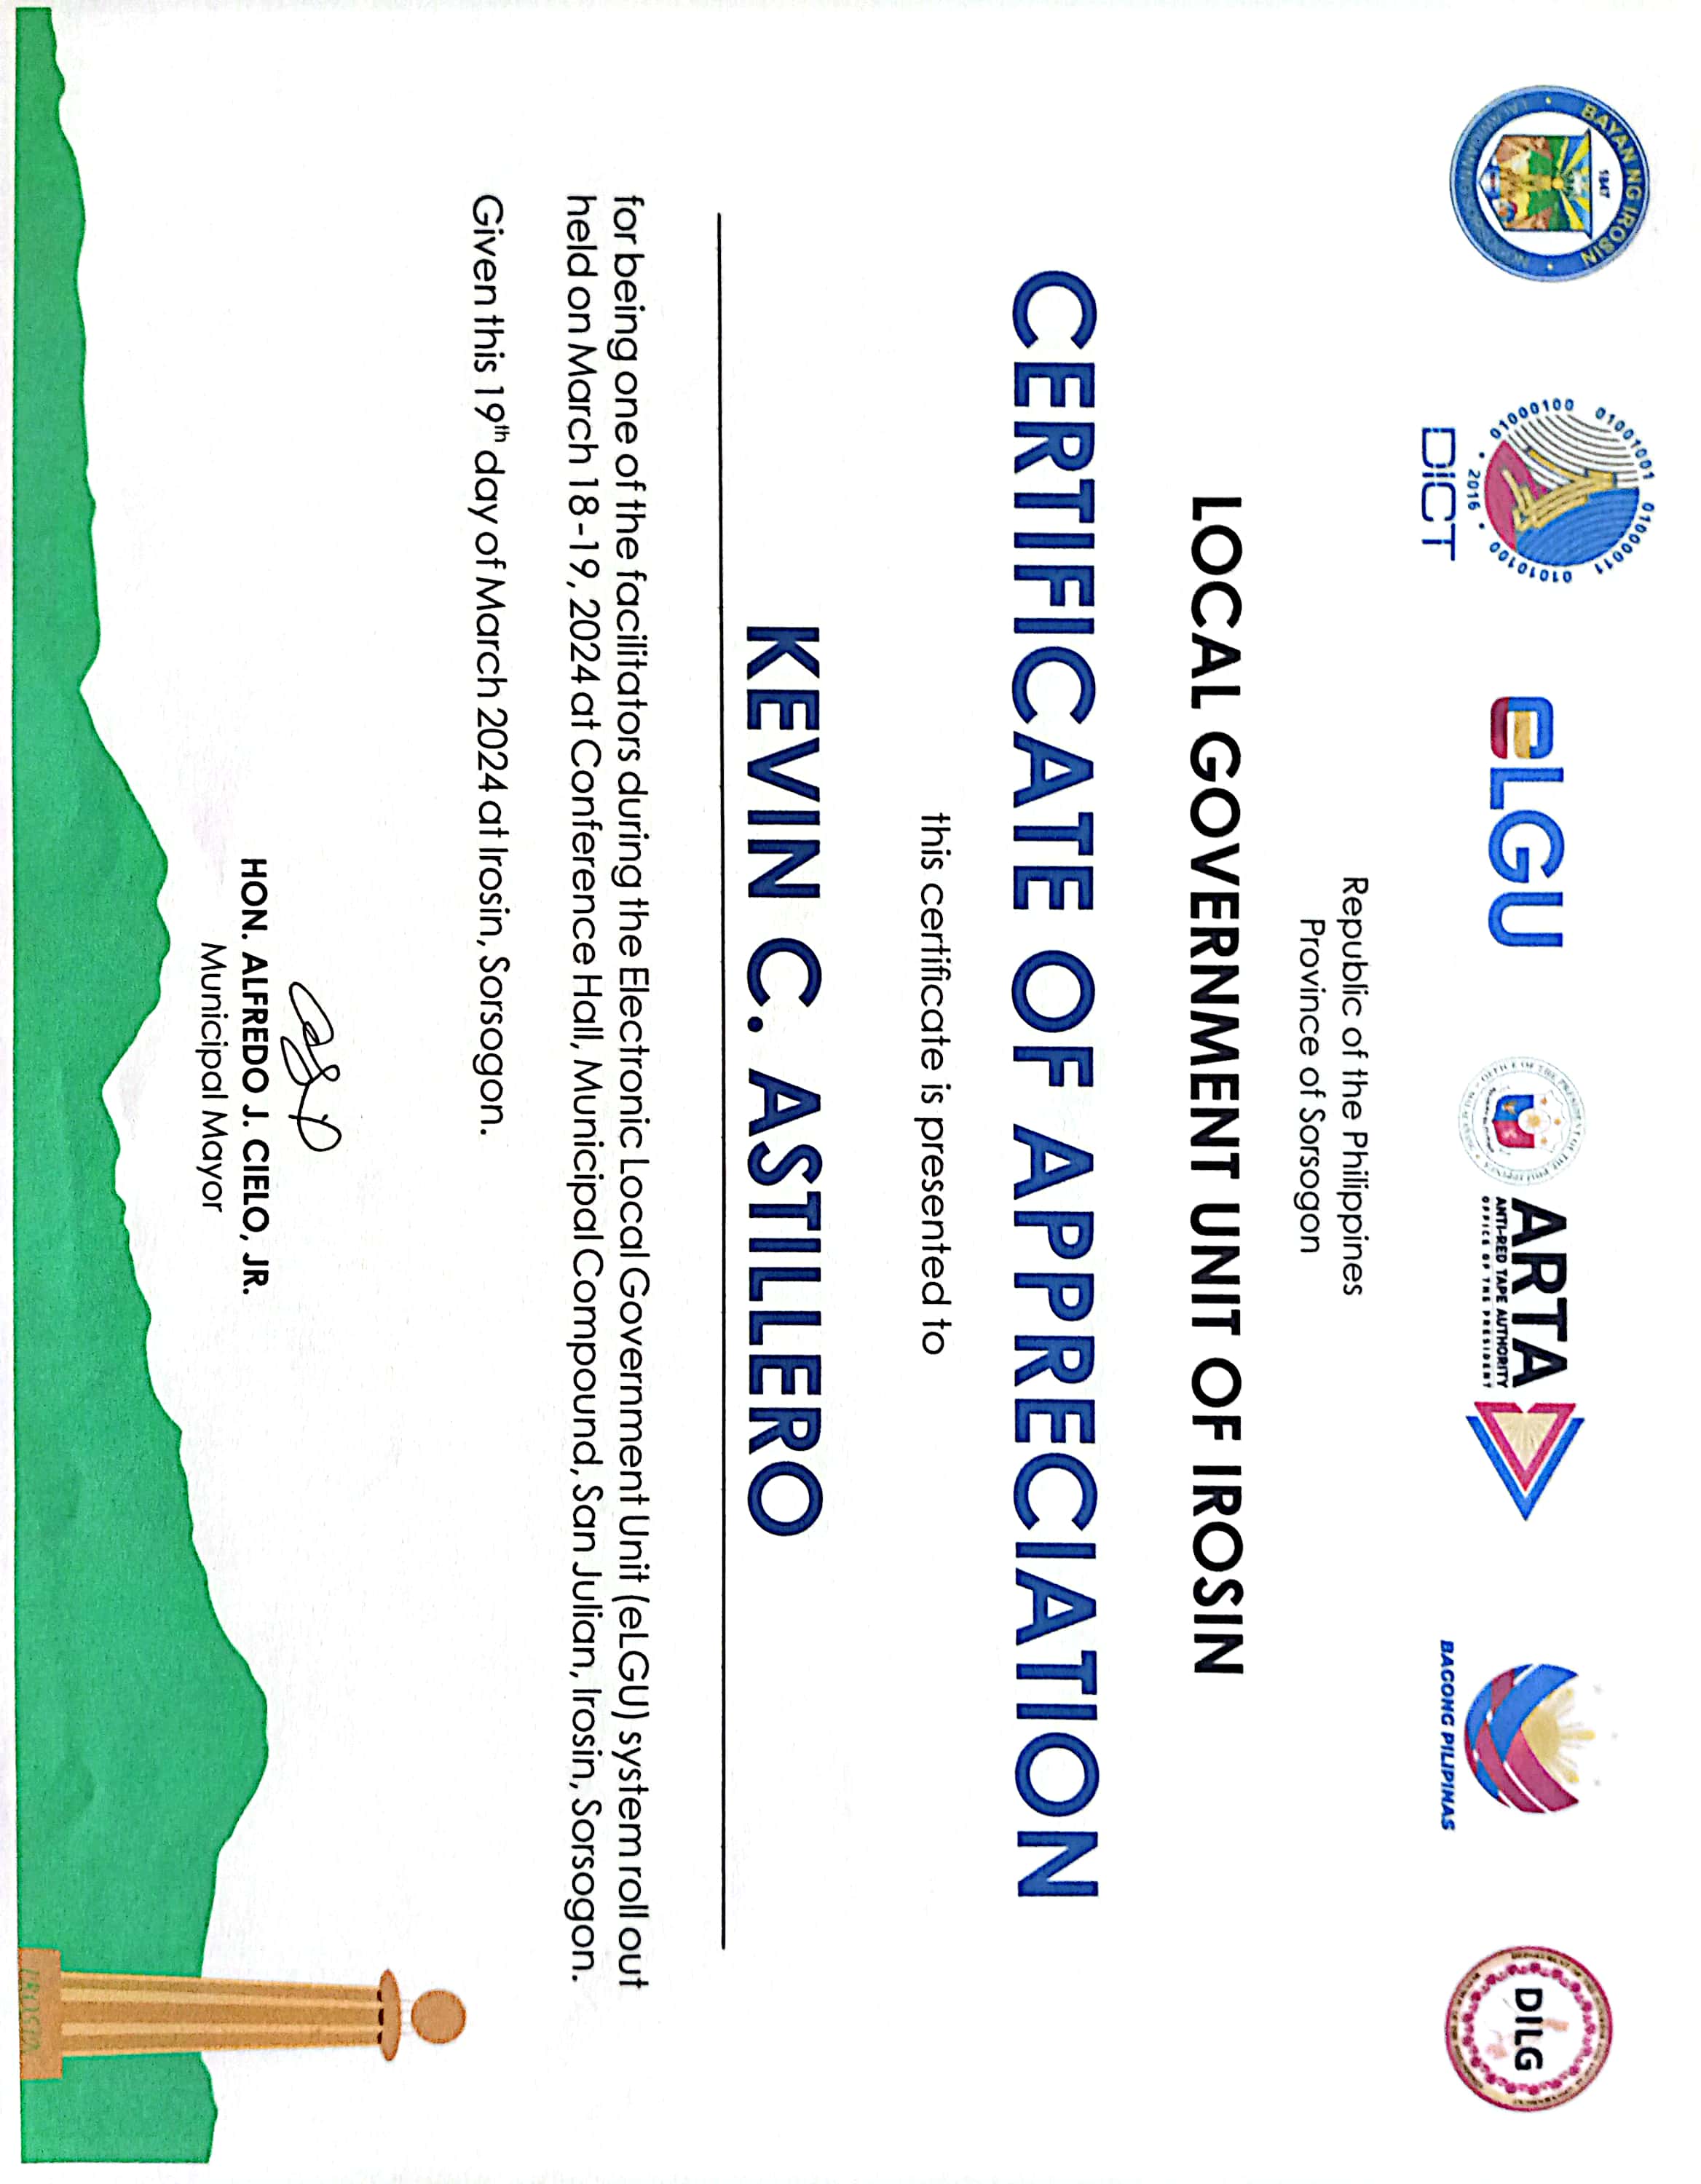 BAYAN NG IROSIN
1847
LALAWIGAN NG SORSOGON
01001001 01000011
01010100
01000100
2016
DICT
eLGU
OFFICE OF THE PRESIDENT OF THE PHILIPPINES
ARTA
ANTI-RED TAPE AUTHORITY
OFFICE OF THE PRESIDENT
BAGONG PILIPINAS
DILG
Republic of the Philippines
Province of Sorsogon
LOCAL GOVERNMENT UNIT OF IROSIN
CERTIFICATE OF APPRECIATION
this certificate is presented to
KEVIN C. ASTILLERO
for being one of the facilitators during the Electronic Local Government Unit (eLGU) system roll out
held on March 18-19, 2024 at Conference Hall, Municipal Compound, San Julian, Irosin, Sorsogon.
Given this 19th day of March 2024 at Irosin, Sorsogon.
HON. ALFREDO J. CIELO, JR.
Municipal Mayor
IROSIN